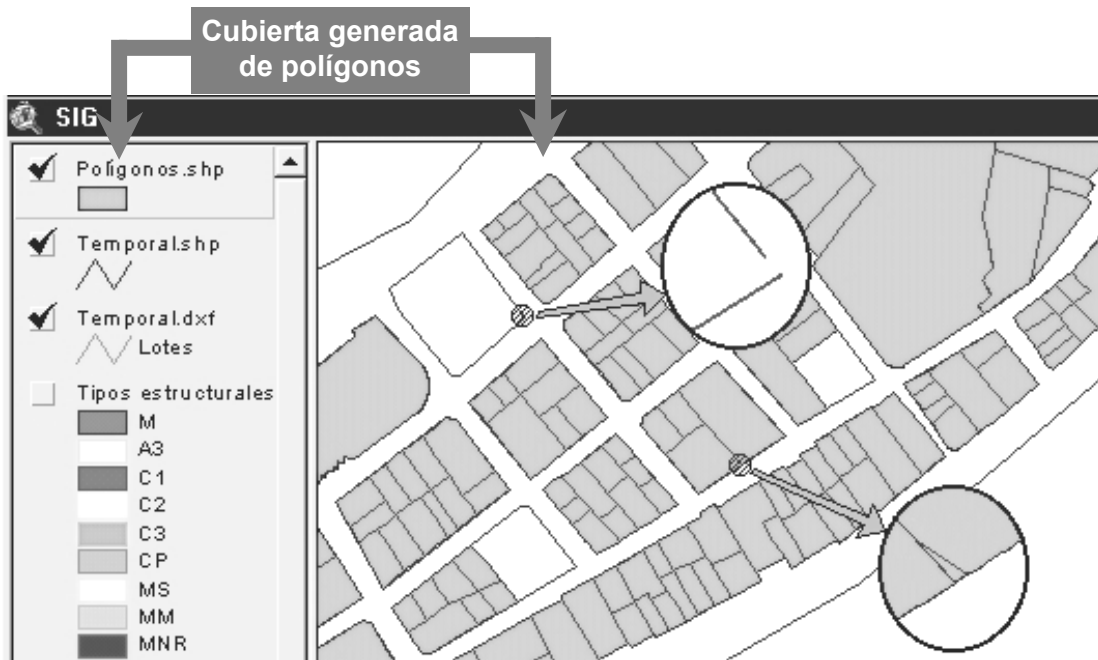 Cubierta generada
de polígonos
SIG
Polígonos.shp
Temporal.shp
Temporal.dxf
Lotes
Tipos estructurales
M
A3
C1
C2
C3
CP
MS
MM
MNR